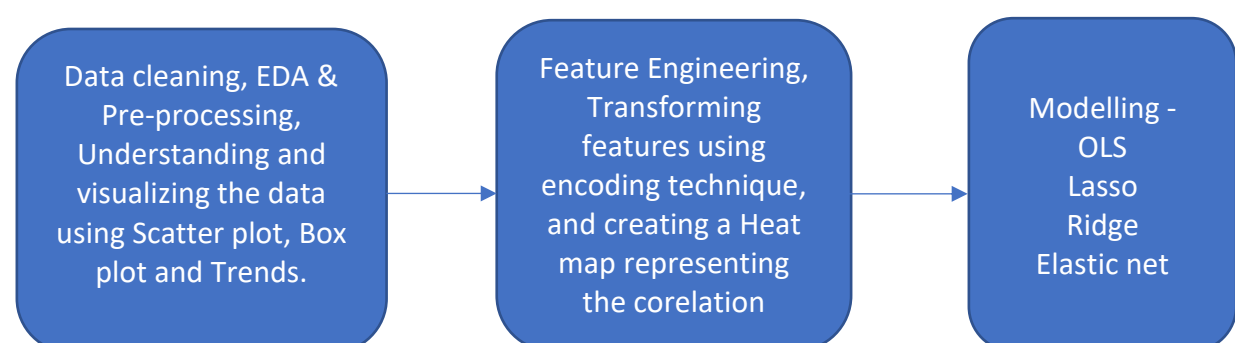 Data cleaning, EDA &
Pre-processing,
Understanding and
visualizing the data
using Scatter plot, Box
plot and Trends.
Feature Engineering,
Transforming
features using
encoding technique,
and creating a Heat
map representing
the corelation
Modelling -
OLS
Lasso
Ridge
Elastic net